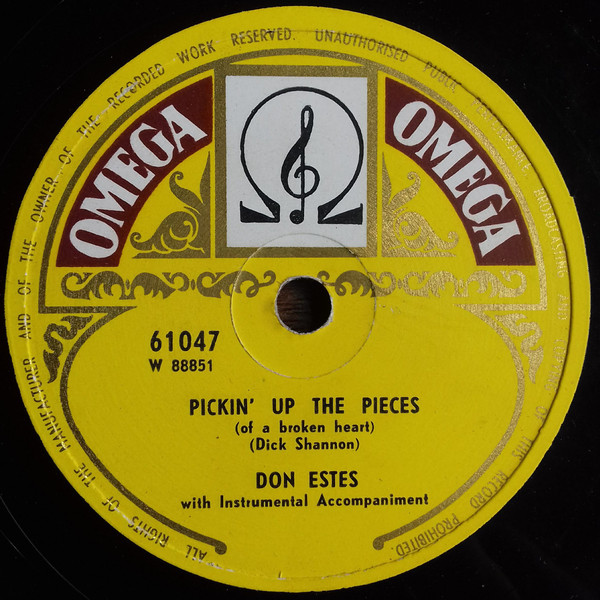 ALL RIGHTS OF THE MANUFACTURER AND OF THE OWNER OF THE RECORDED WORK RESERVED. UNAUTHORISED PUBLIC PERFORMANCE BROADCASTING AND OF THIS RECORD PROHIBITED.
OMEGA
OMEGA
61047
W 88851
PICKIN' UP THE PIECES
(of a broken heart)
(Dick Shannon)
DON ESTES
with Instrumental Accompaniment